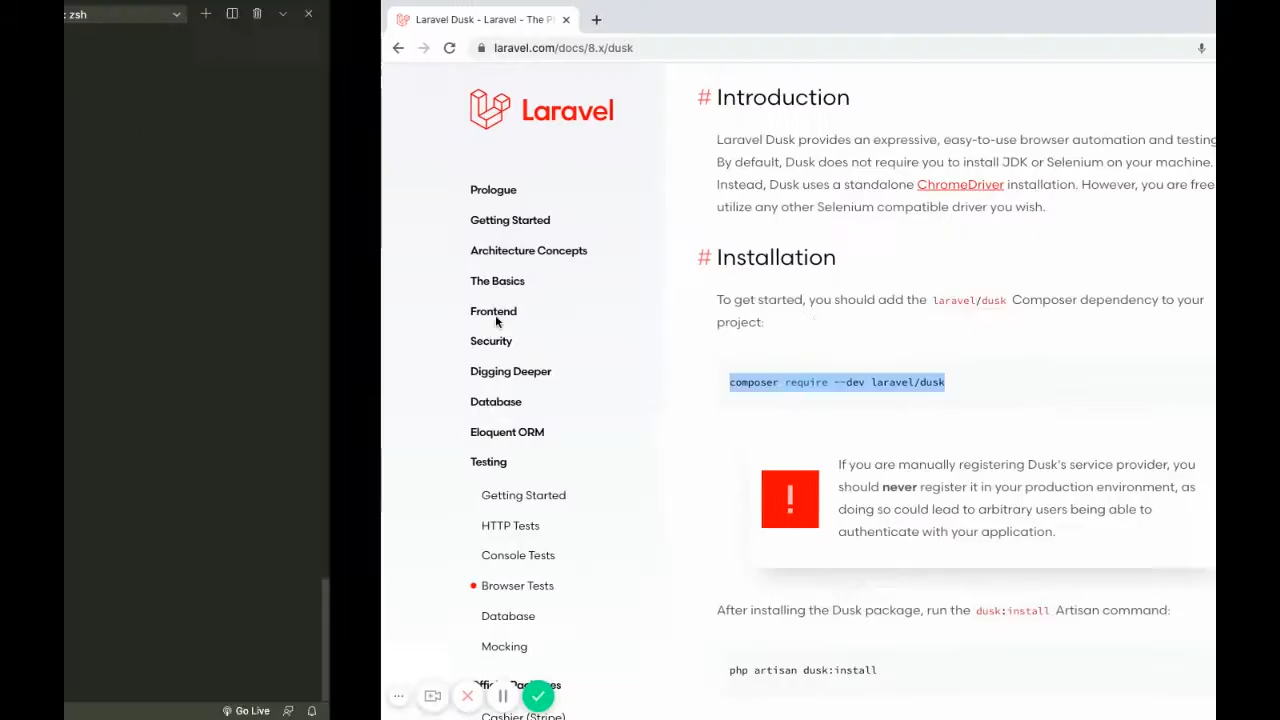 : zsh
Laravel Dusk - Laravel - The P
laravel.com/docs/8.x/dusk
Laravel
Prologue
Getting Started
Architecture Concepts
The Basics
Frontend
Security
Digging Deeper
Database
Eloquent ORM
Testing
Getting Started
HTTP Tests
Console Tests
Browser Tests
Database
Mocking
Cashier (Stripe)
# Introduction
Laravel Dusk provides an expressive, easy-to-use browser automation and testing
By default, Dusk does not require you to install JDK or Selenium on your machine.
Instead, Dusk uses a standalone ChromeDriver installation. However, you are free
utilize any other Selenium compatible driver you wish.
# Installation
To get started, you should add the laravel/dusk Composer dependency to your
project:
composer require --dev laravel/dusk
!
If you are manually registering Dusk's service provider, you
should never register it in your production environment, as
doing so could lead to arbitrary users being able to
authenticate with your application.
After installing the Dusk package, run the dusk:install Artisan command:
php artisan dusk:install
Go Live